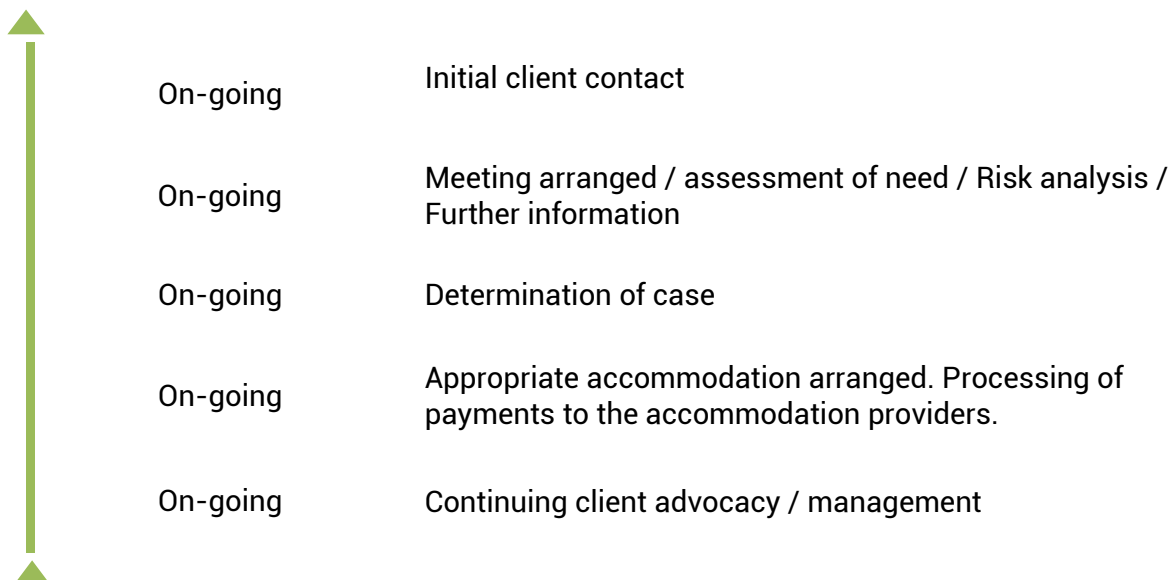 On-going
Initial client contact
On-going
Meeting arranged / assessment of need / Risk analysis /
Further information
On-going
Determination of case
On-going
Appropriate accommodation arranged. Processing of
payments to the accommodation providers.
On-going
Continuing client advocacy / management